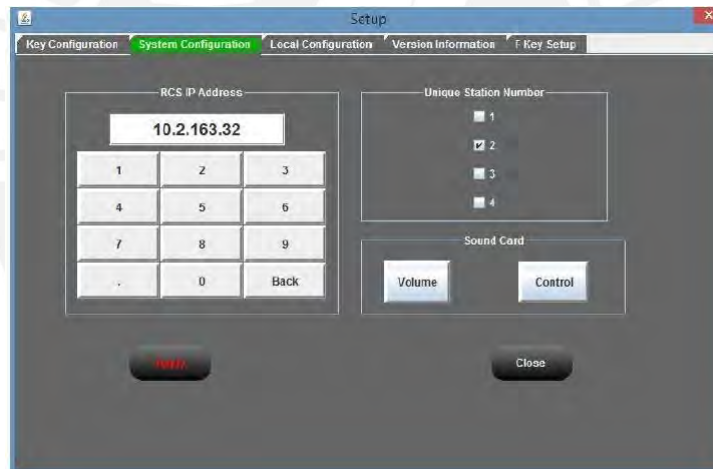 Setup
Key Configuration System Configuration Local Configuration Version Information F Key Setup
RCS IP Address
10.2.163.32
1 2 3
4 5 6
7 8 9
. 0 Back
Unique Station Number
1
2
3
4
Sound Card
Volume Control
Close